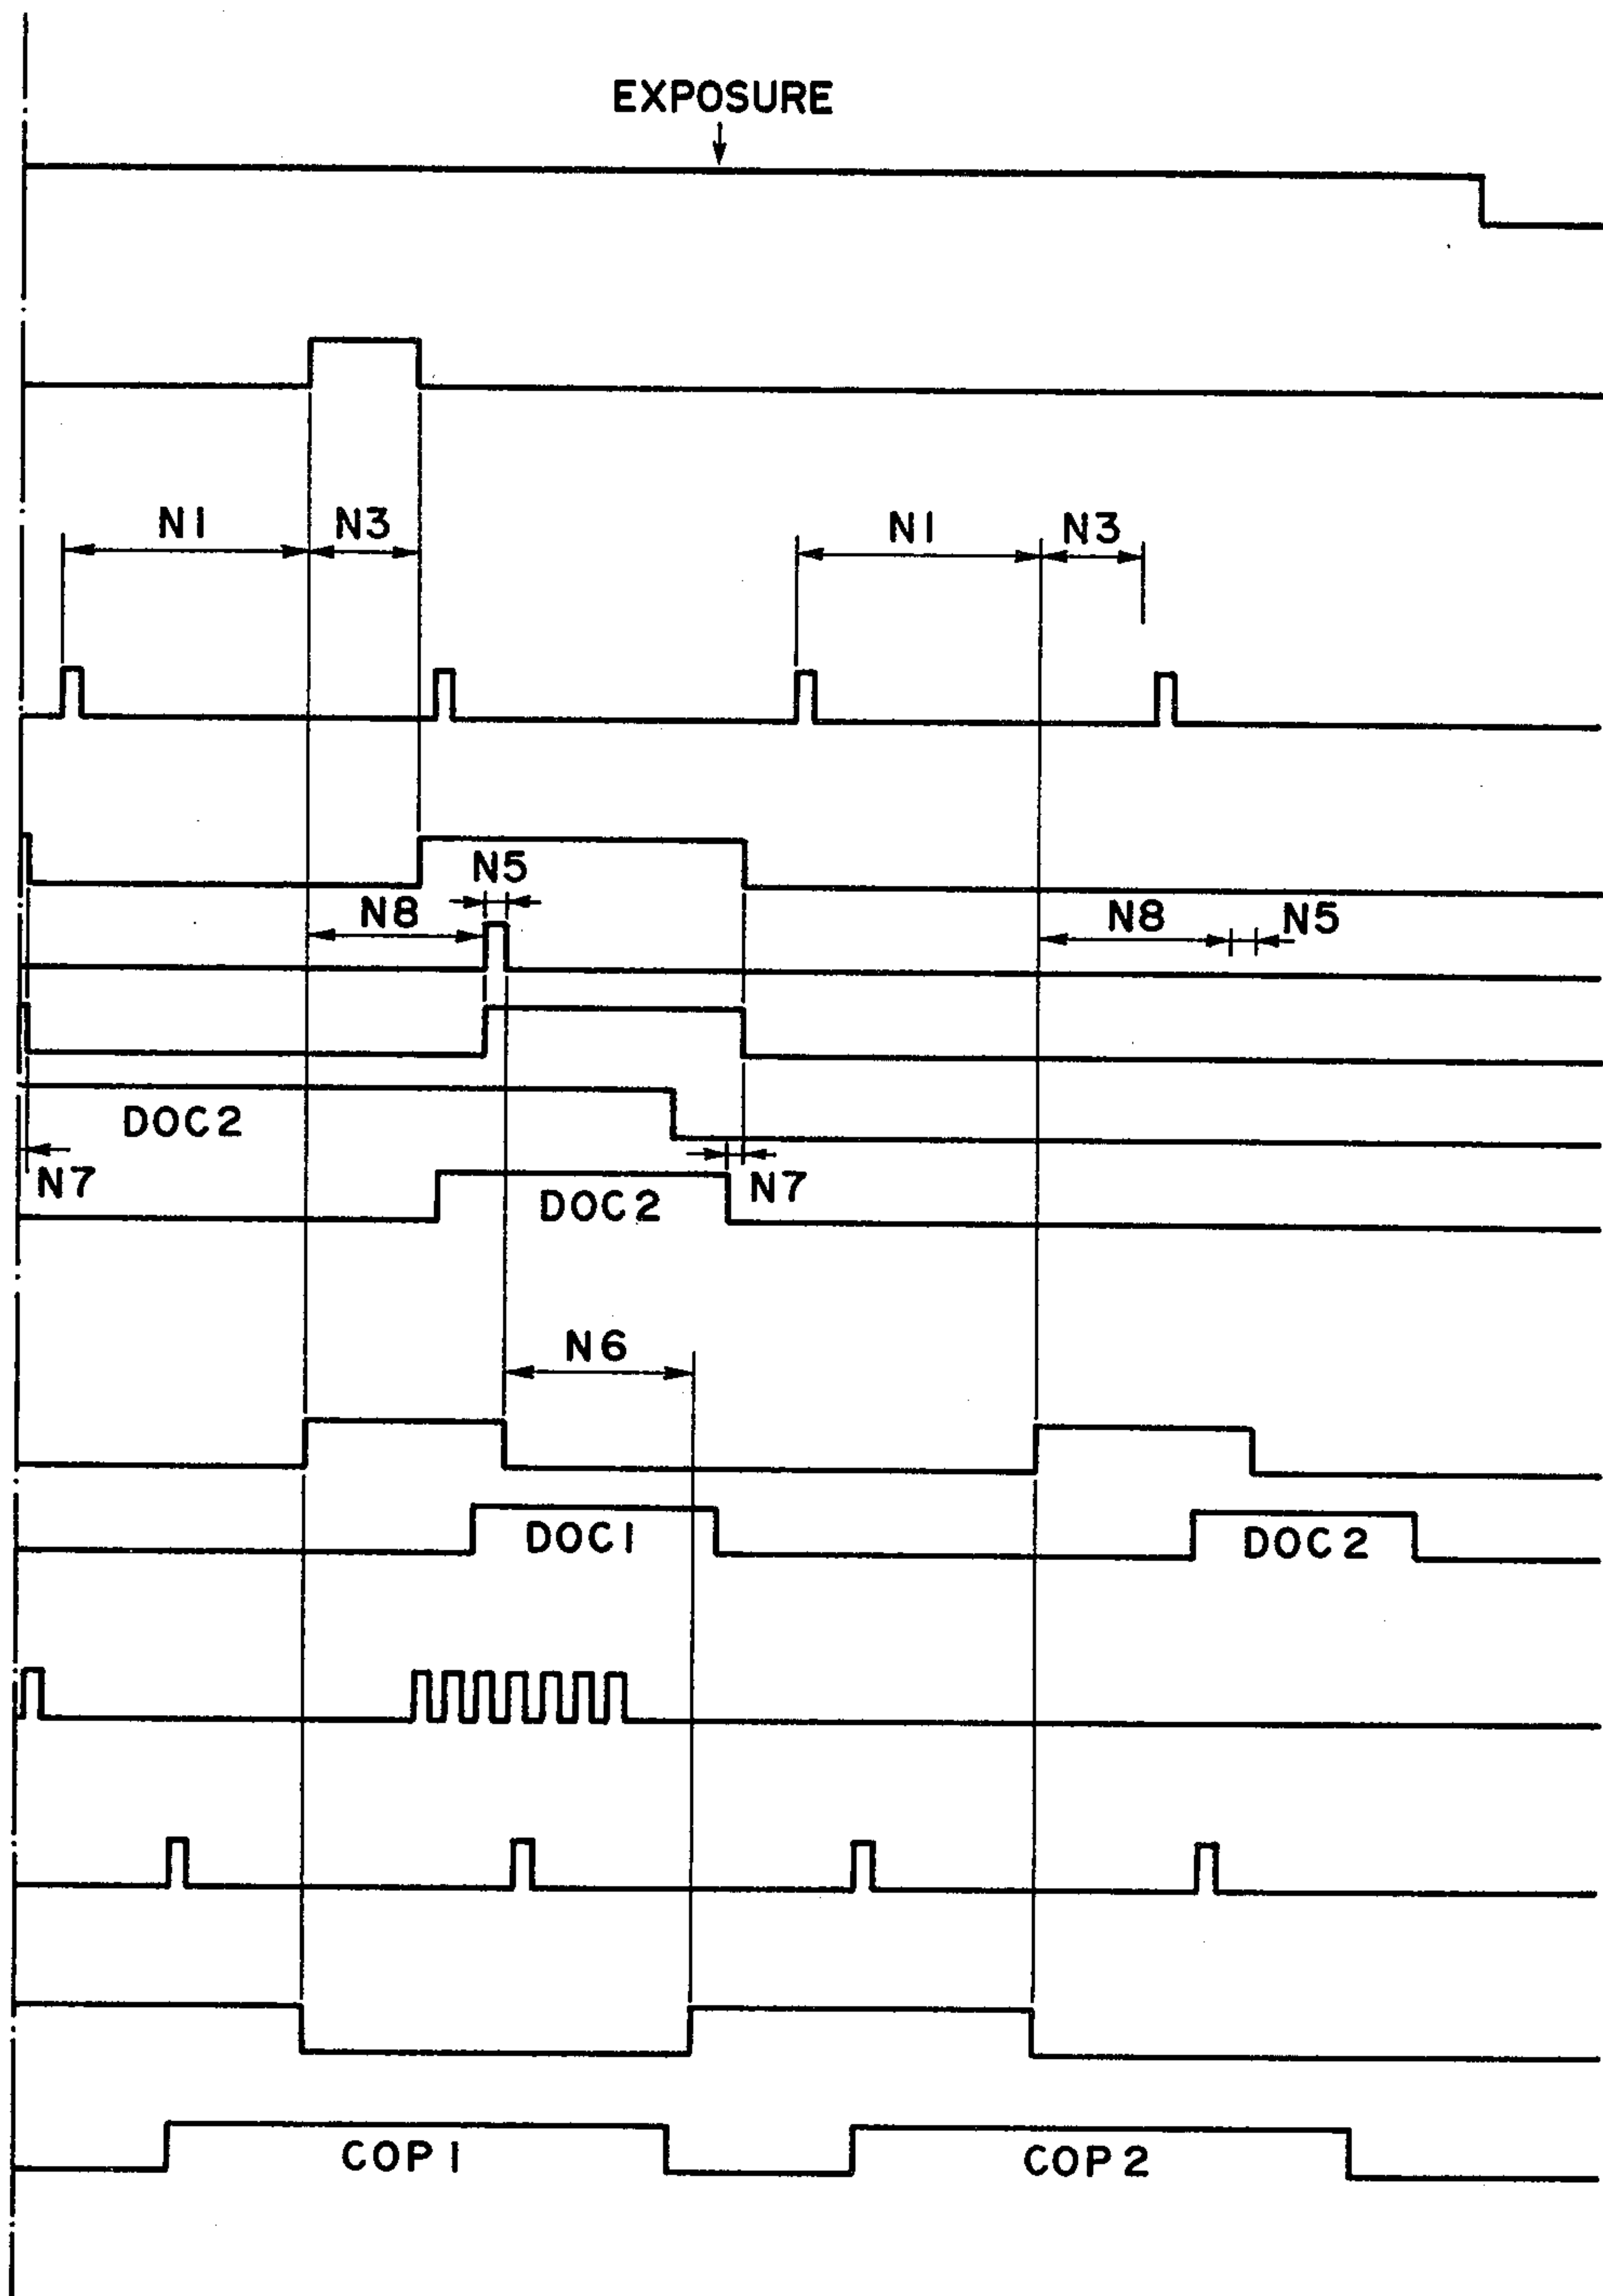 EXPOSURE
N1 N3 N1 N3
N5
N8 N8 N5
DOC2
N7 N7
DOC2
N6
DOC1 DOC2
COP1 COP2